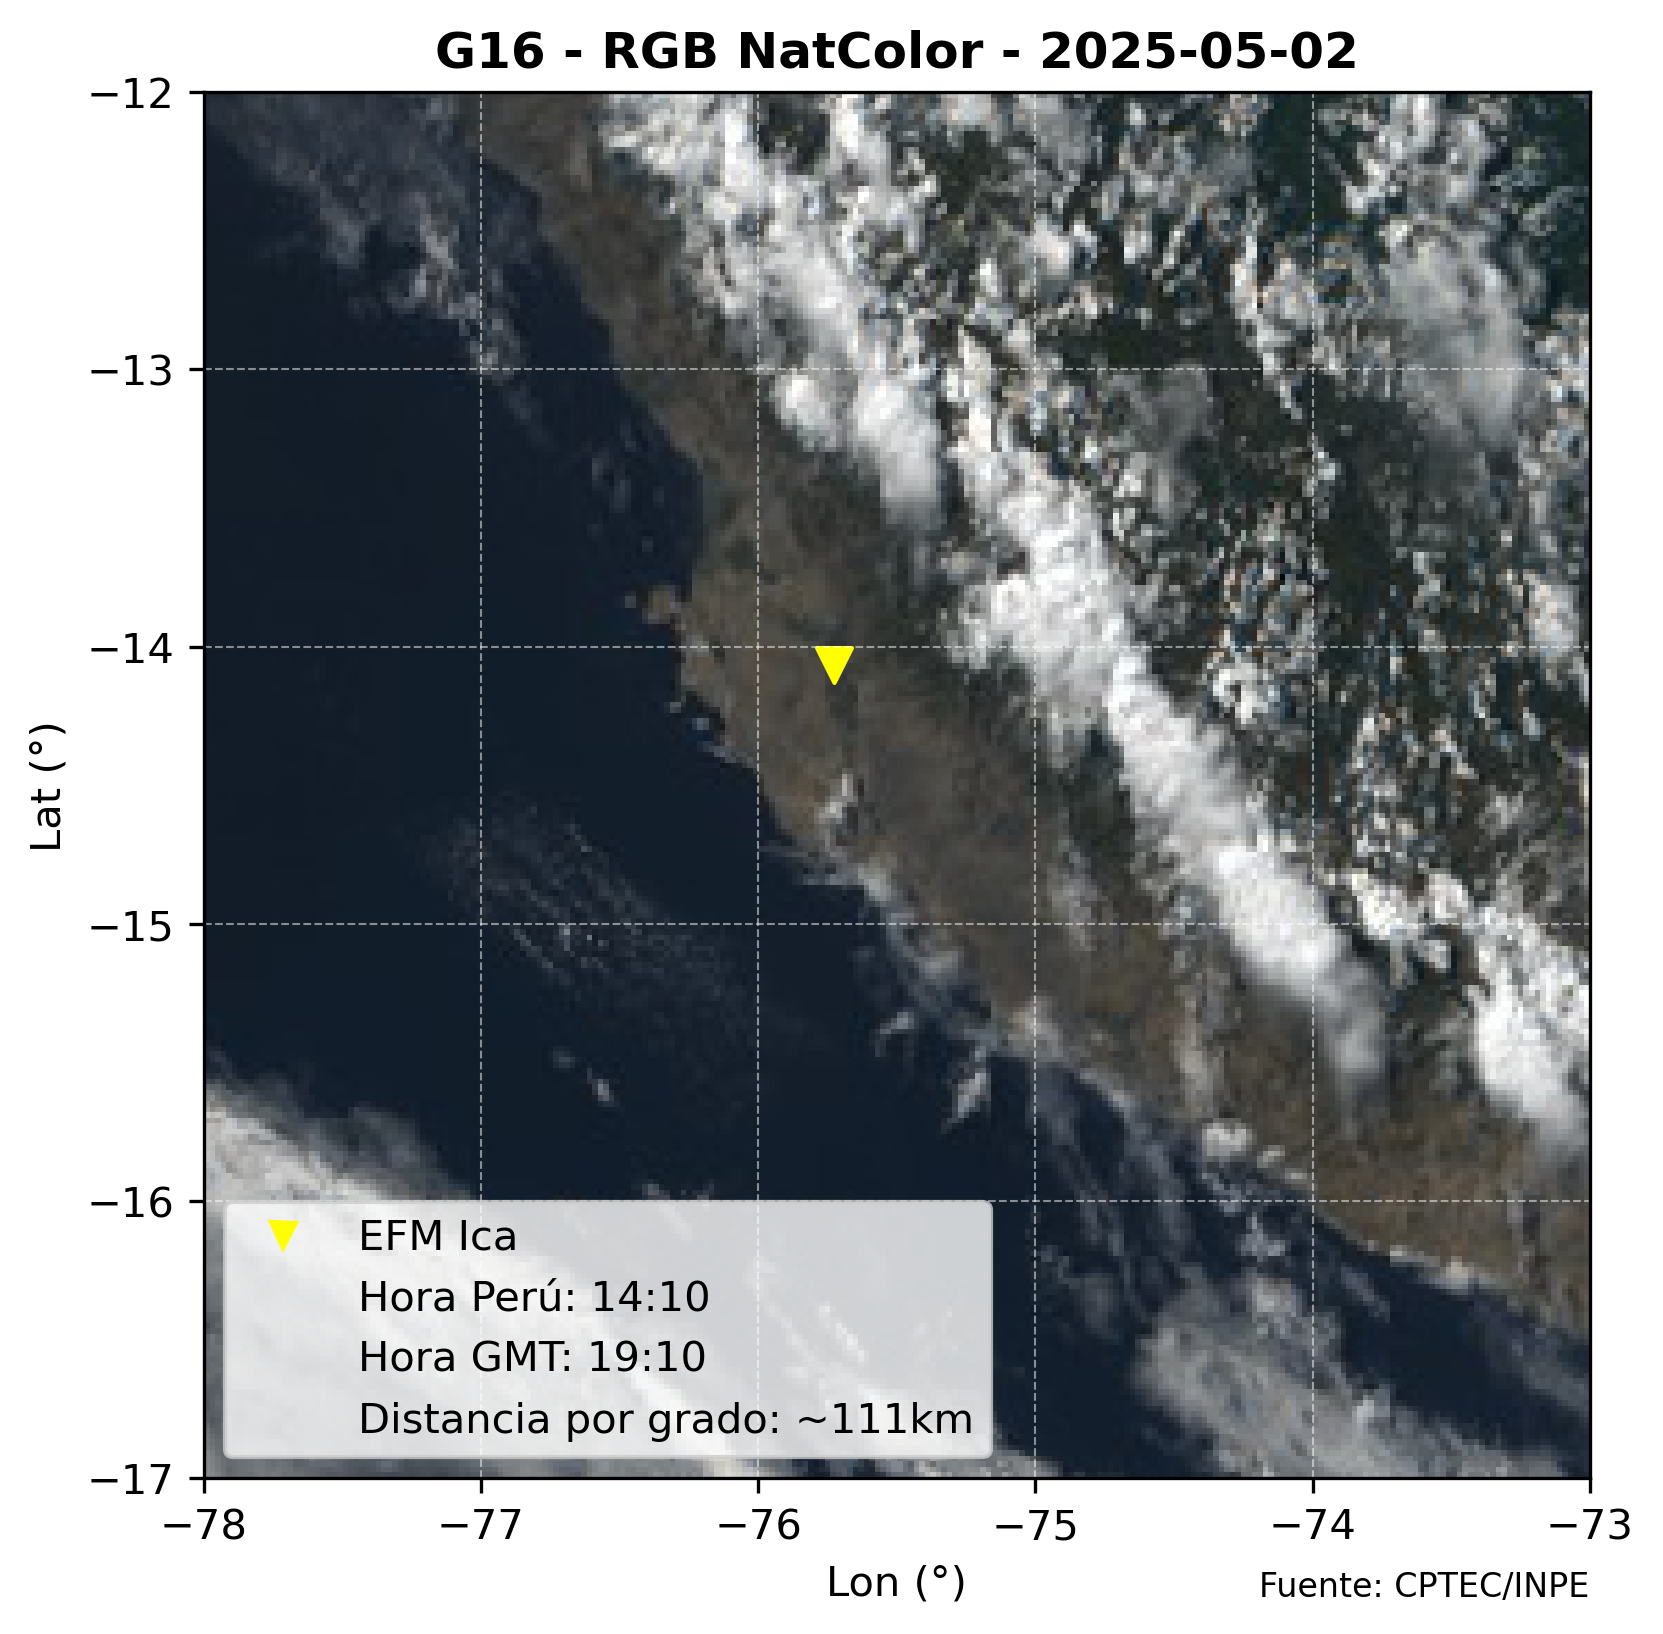 G16 - RGB NatColor - 2025-05-02
−12
−13
−14
−15
−16
−17
Lat (°)
EFM Ica
Hora Perú: 14:10
Hora GMT: 19:10
Distancia por grado: ~111km
−78 −77 −76 −75 −74 −73
Lon (°)
Fuente: CPTEC/INPE